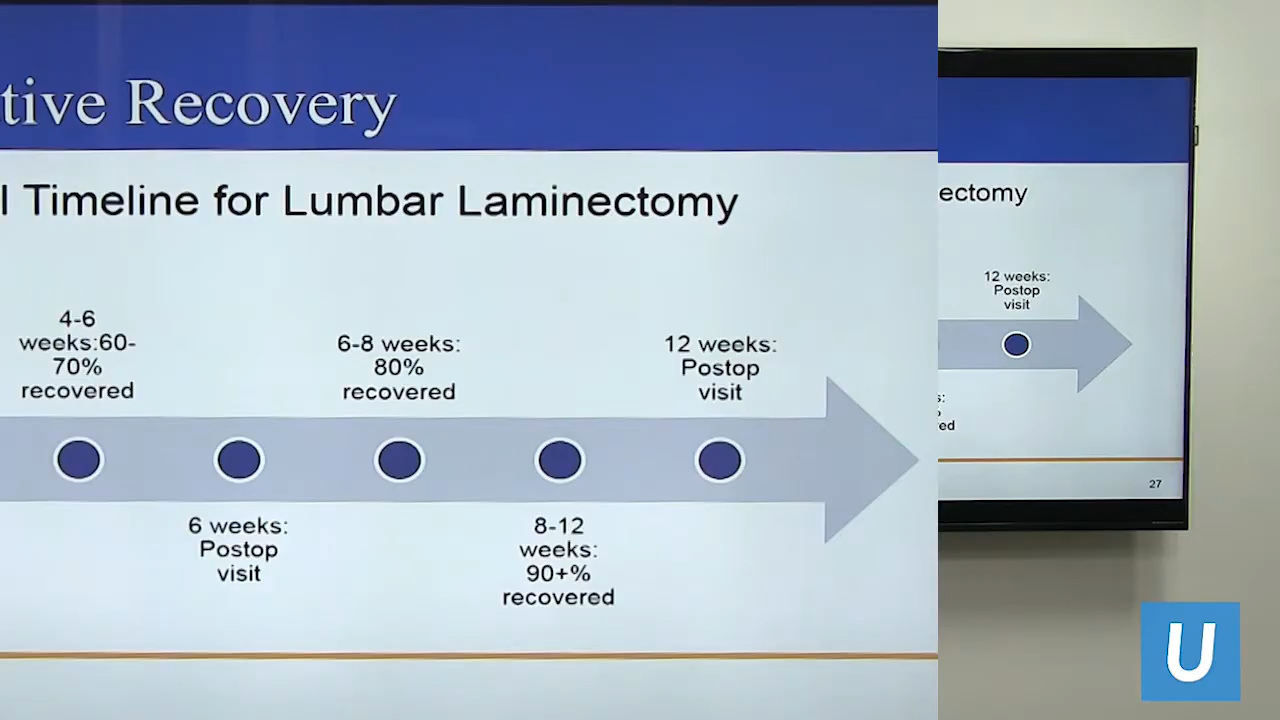 tive Recovery
l Timeline for Lumbar Laminectomy
4-6
weeks:60-
70%
recovered
6 weeks:
Postop
visit
6-8 weeks:
80%
recovered
8-12
weeks:
90+%
recovered
12 weeks:
Postop
visit
ectomy
12 weeks:
Postop
visit
s:
ed
27
U